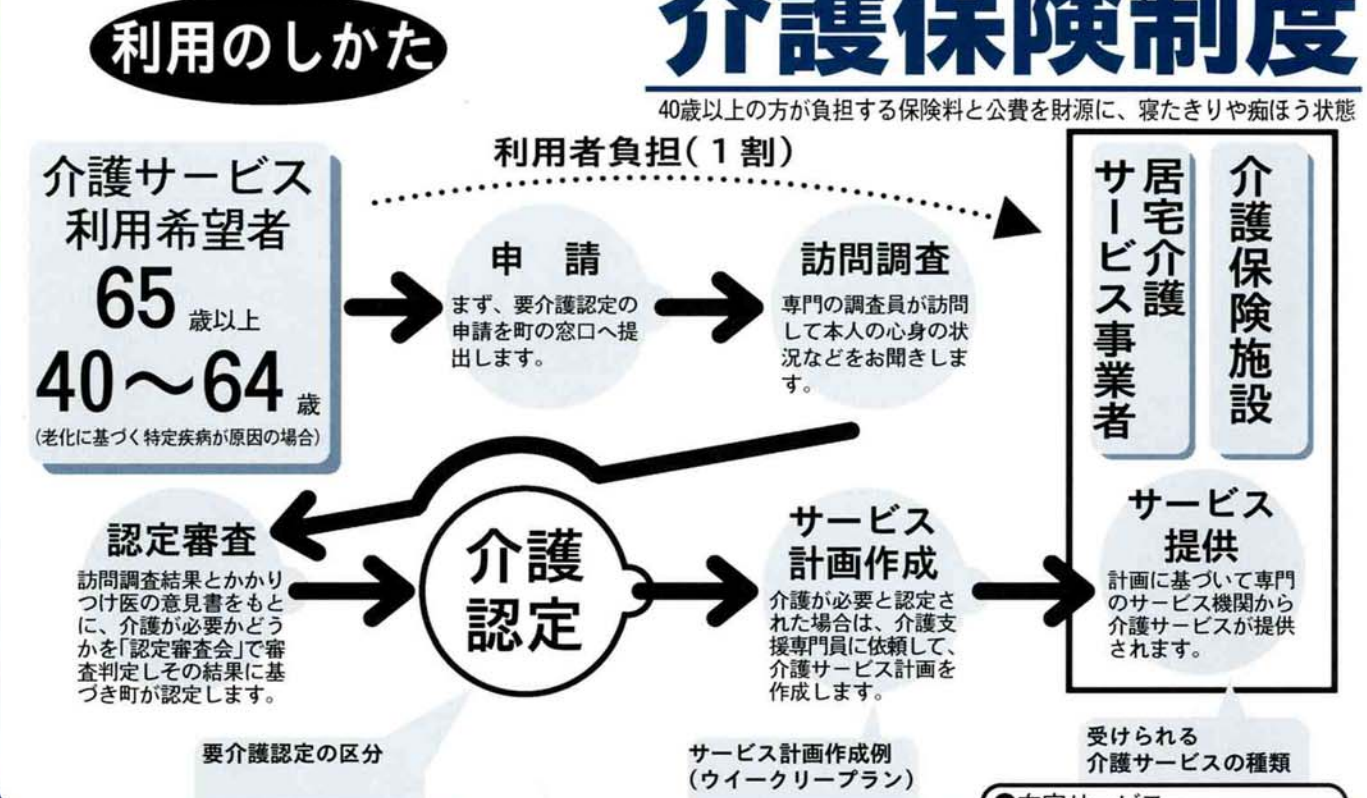 利用のしかた
介護保険制度
40歳以上の方が負担する保険料と公費を財源に、寝たきりや痴ほう状態
利用者負担(1割)
介護サービス
利用希望者
65歳以上
40〜64歳
(老化に基づく特定疾病が原因の場合)
申 請
まず、要介護認定の
申請を町の窓口へ提
出します。
訪問調査
専門の調査員が訪問
して本人の心身の状
況などをお聞きしま
す。
介護保険施設
居宅介護
サービス事業者
認定審査
訪問調査結果とかかり
つけ医の意見書をもと
に、介護が必要かどう
かを「認定審査会」で審
査判定しその結果に基
づき町が認定します。
介護
認定
サービス
計画作成
介護が必要と認定さ
れた場合は、介護支
援専門員に依頼して、
介護サービス計画を
作成します。
サービス
提供
計画に基づいて専門
のサービス機関から
介護サービスが提供
されます。
要介護認定の区分
サービス計画作成例
(ウイークリープラン)
受けられる
介護サービスの種類